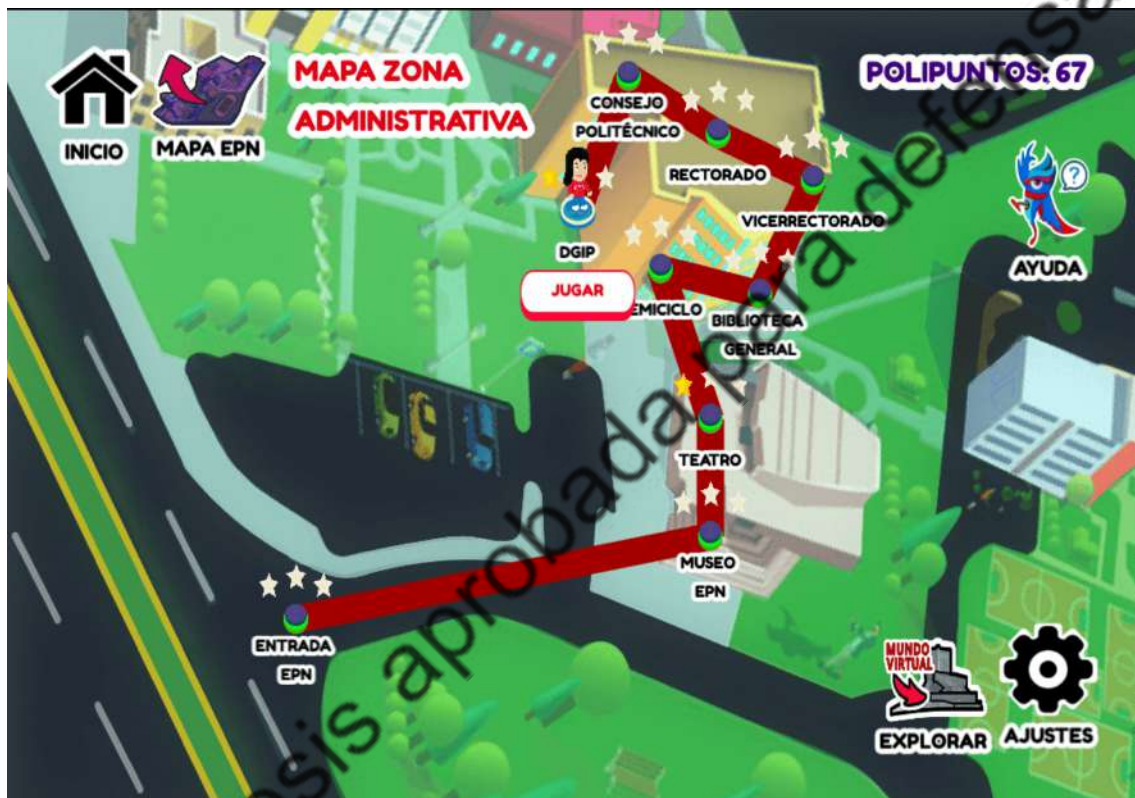 MAPA ZONA
ADMINISTRATIVA
POLIPUNTOS: 67
INICIO
MAPA EPN
CONSEJO
POLITÉCNICO
RECTORADO
VICERRECTORADO
AYUDA
DGIP
JUGAR
EMICICLO
BIBLIOTECA
GENERAL
TEATRO
MUSEO
EPN
ENTRADA
EPN
MUNDO
VIRTUAL
EXPLORAR
AJUSTES
esis aprobada para defensa